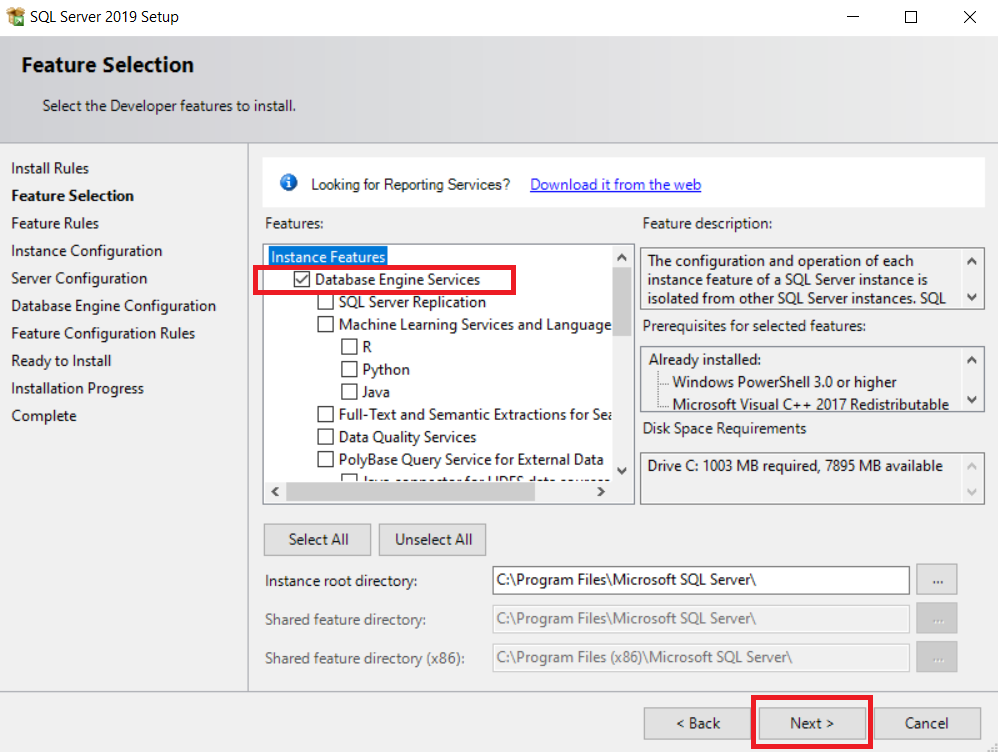 SQL Server 2019 Setup
Feature Selection
Select the Developer features to install.
Install Rules
Feature Selection
Feature Rules
Instance Configuration
Server Configuration
Database Engine Configuration
Feature Configuration Rules
Ready to Install
Installation Progress
Complete
Looking for Reporting Services? Download it from the web
Features:
Instance Features
Database Engine Services
SQL Server Replication
Machine Learning Services and Language
R
Python
Java
Full-Text and Semantic Extractions for Sea
Data Quality Services
PolyBase Query Service for External Data
Java connector for HDFS data sources
Select All
Unselect All
Feature description:
The configuration and operation of each
instance feature of a SQL Server instance is
isolated from other SQL Server instances. SQL
Prerequisites for selected features:
Already installed:
Windows PowerShell 3.0 or higher
Microsoft Visual C++ 2017 Redistributable
Disk Space Requirements
Drive C: 1003 MB required, 7895 MB available
Instance root directory:
C:\Program Files\Microsoft SQL Server\
...
Shared feature directory:
C:\Program Files\Microsoft SQL Server\
...
Shared feature directory (x86):
C:\Program Files (x86)\Microsoft SQL Server\
...
< Back
Next >
Cancel